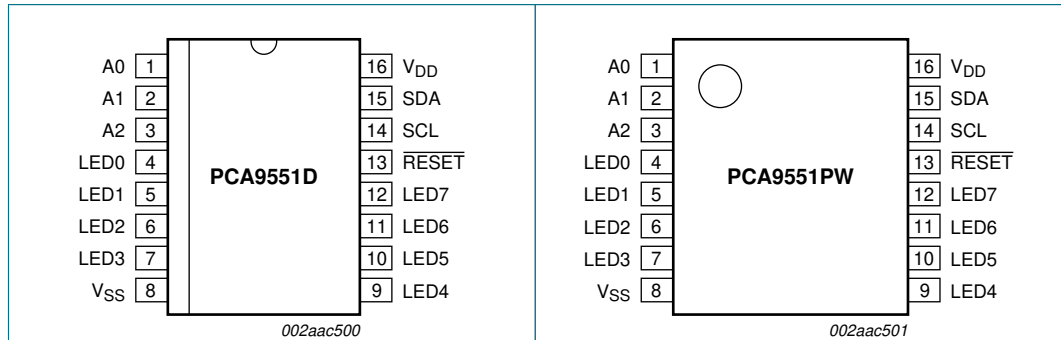 A0 1 16 VDD
A1 2 15 SDA
A2 3 14 SCL
LED0 4 13 RESET
LED1 5 12 LED7
LED2 6 11 LED6
LED3 7 10 LED5
VSS 8 9 LED4
PCA9551D
002aac500
A0 1 16 VDD
A1 2 15 SDA
A2 3 14 SCL
LED0 4 13 RESET
LED1 5 12 LED7
LED2 6 11 LED6
LED3 7 10 LED5
VSS 8 9 LED4
PCA9551PW
002aac501